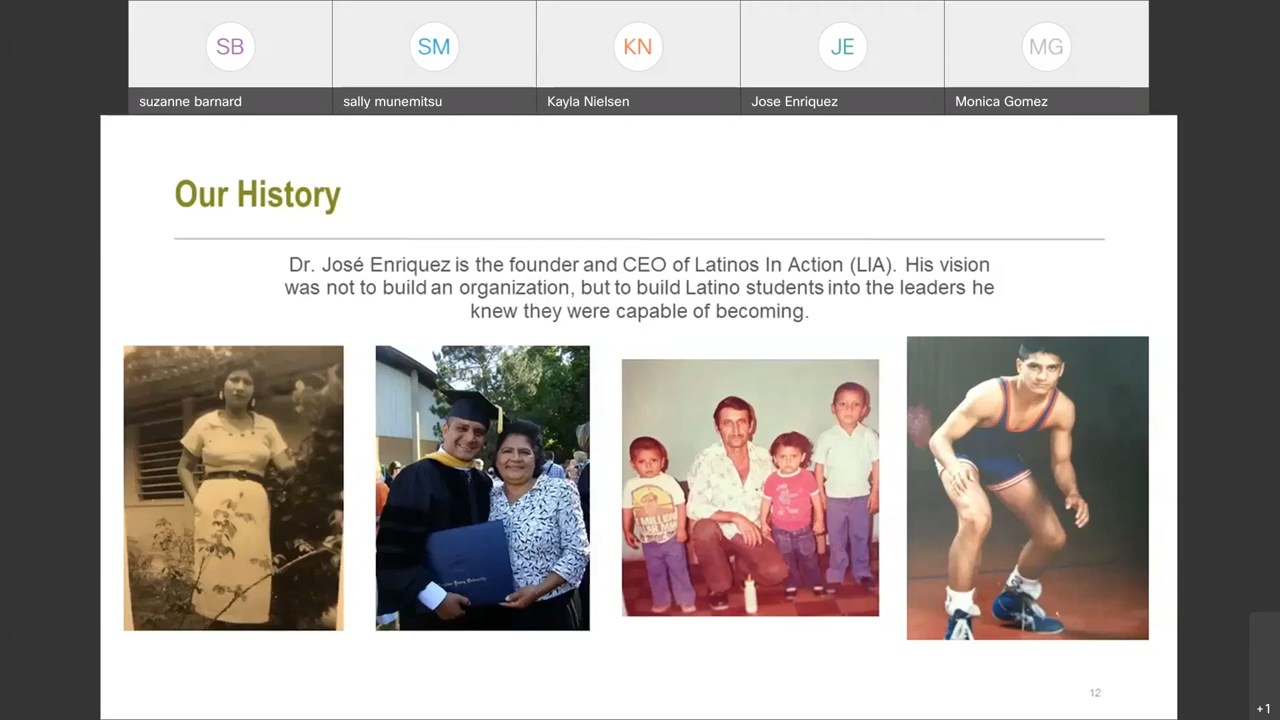 SB
SM
KN
JE
MG
suzanne barnard
sally munemitsu
Kayla Nielsen
Jose Enriquez
Monica Gomez
Our History
Dr. José Enriquez is the founder and CEO of Latinos In Action (LIA). His vision
was not to build an organization, but to build Latino students into the leaders he
knew they were capable of becoming.
12
+1